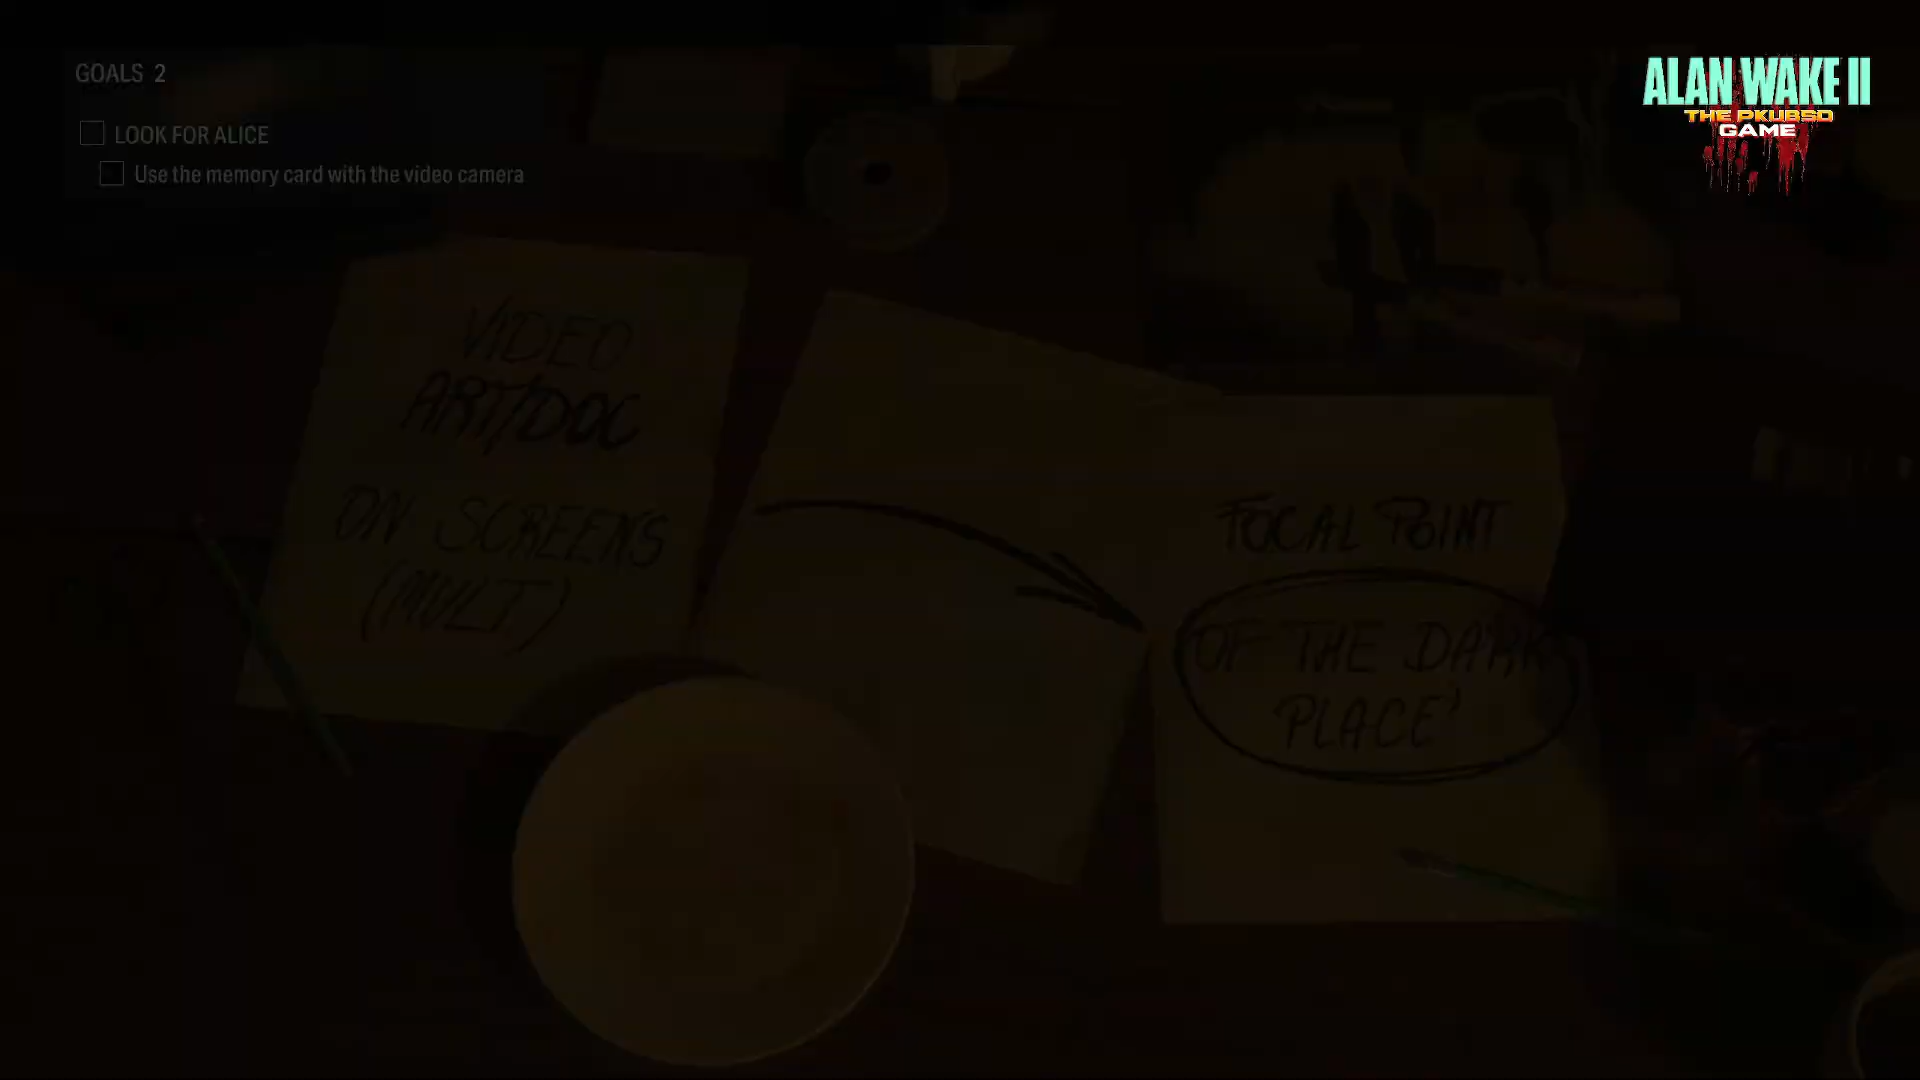 GOALS 2
LOOK FOR ALICE
Use the memory card with the video camera
ALAN WAKE II
THE PKUBSO
GAME
VIDEO
ART/DOC
ON SCREENS
(MULT)
FOCAL POINT
OF THE DARK
PLACE'